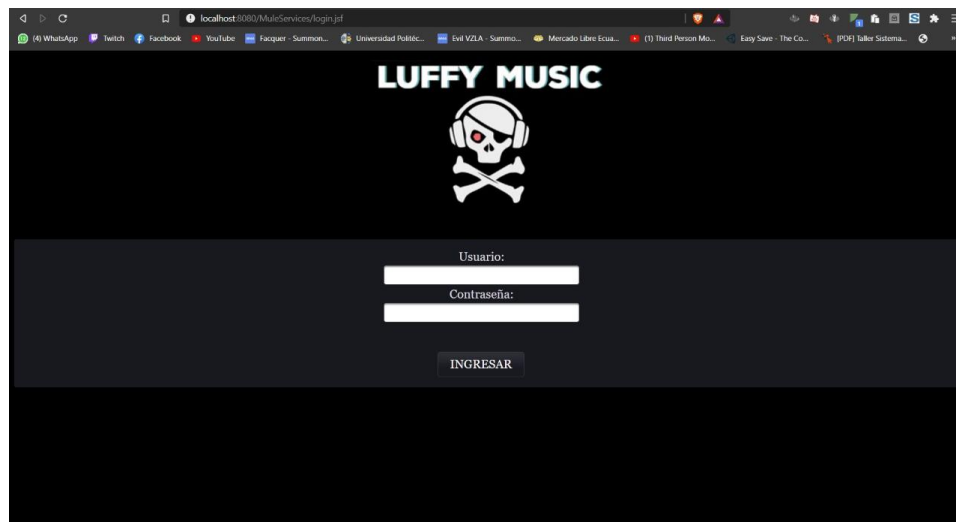 localhost:8080/MuleServices/login.jsf
(4) WhatsApp Twitch Facebook YouTube Facquer - Summon... Universidad Politéc... Evil VZLA - Summo... Mercado Libre Ecua... (1) Third Person Mo... Easy Save - The Co... [PDF] Taller Sistema...
LUFFY MUSIC
Usuario:
Contraseña:
INGRESAR